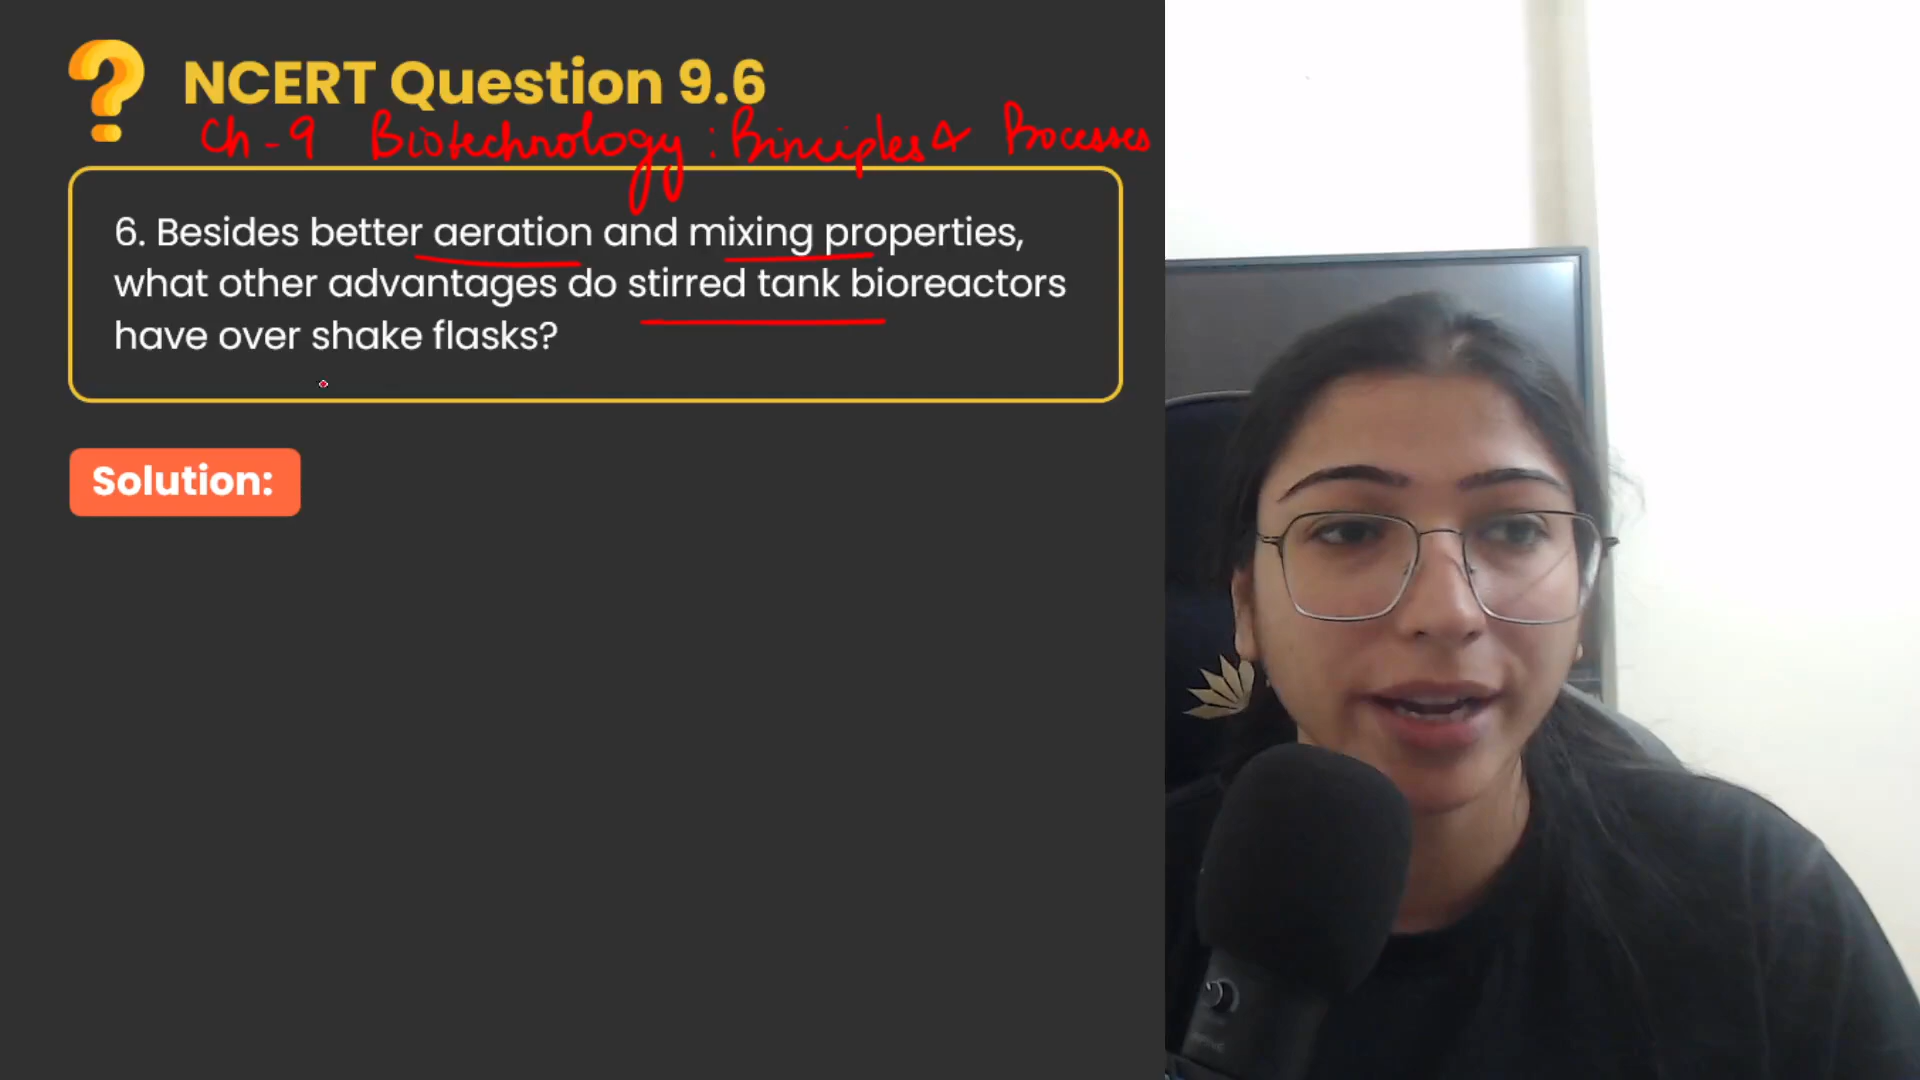 NCERT Question 9.6
Ch-9 Biotechnology: Principles & Processes
6. Besides better aeration and mixing properties,
what other advantages do stirred tank bioreactors
have over shake flasks?
Solution: